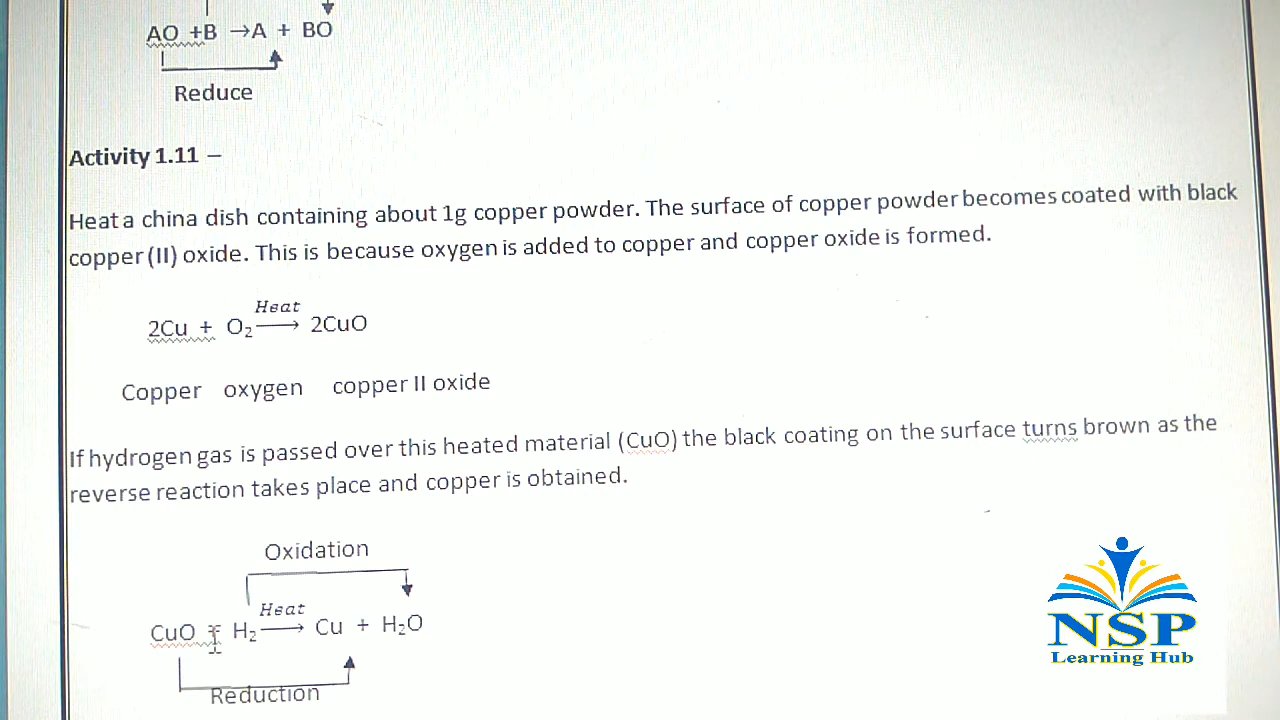 AO +B →A + BO
Reduce
Activity 1.11 –
Heat a china dish containing about 1g copper powder. The surface of copper powder becomes coated with black
copper (II) oxide. This is because oxygen is added to copper and copper oxide is formed.
Heat
2Cu + O₂ ⟶ 2CuO
Copper oxygen copper II oxide
If hydrogen gas is passed over this heated material (CuO) the black coating on the surface turns brown as the
reverse reaction takes place and copper is obtained.
Oxidation
Heat
CuO + H₂ ⟶ Cu + H₂O
Reduction
NSP
Learning Hub